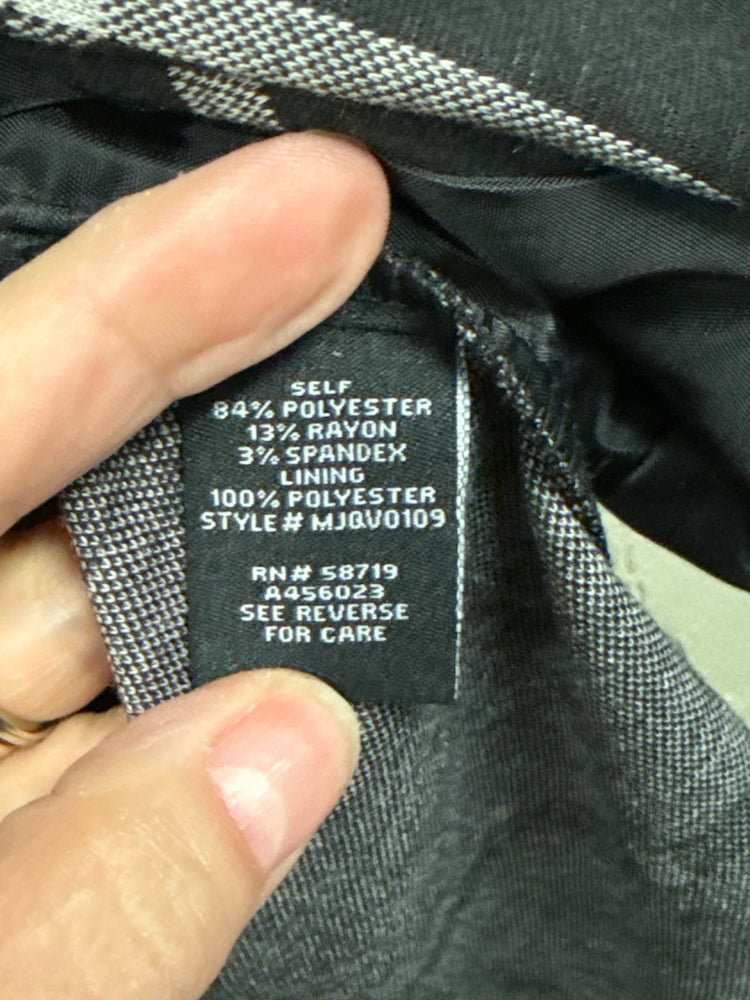 SELF
84% POLYESTER
13% RAYON
3% SPANDEX
LINING
100% POLYESTER
STYLE# MJQV0109
RN# 58719
A456023
SEE REVERSE
FOR CARE